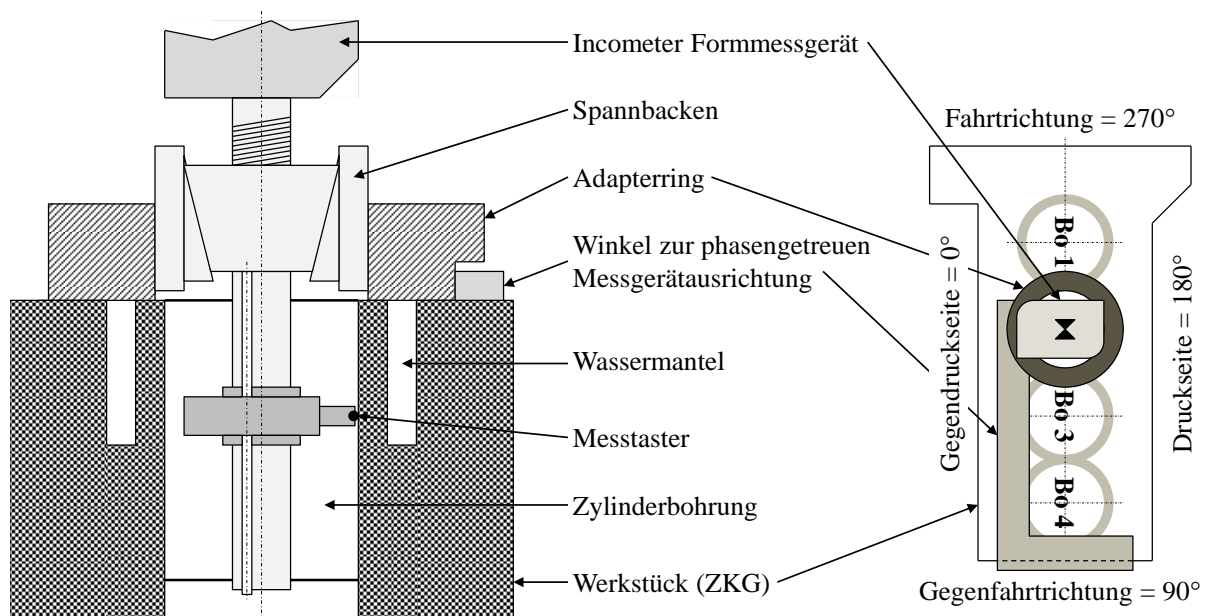 Incometer Formmessgerät
Spannbacken
Adapterring
Winkel zur phasengetreuen
Messgerätausrichtung
Wassermantel
Messtaster
Zylinderbohrung
Werkstück (ZKG)
Fahrtrichtung = 270°
Gegendruckseite = 0°
Bo 1
Bo 3
Bo 4
Druckseite = 180°
Gegenfahrtrichtung = 90°